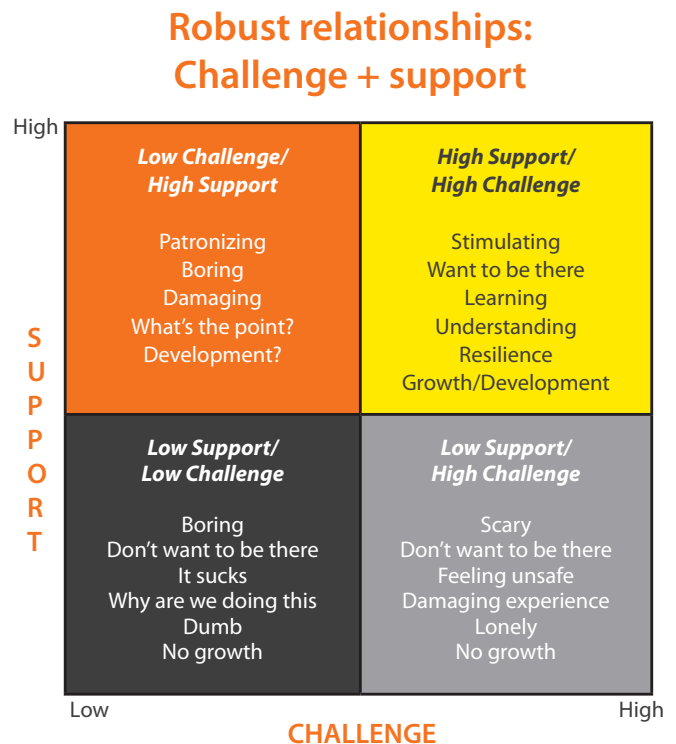 Robust relationships:
Challenge + support
High
Low Challenge/
High Support
Patronizing
Boring
Damaging
What's the point?
Development?
High Support/
High Challenge
Stimulating
Want to be there
Learning
Understanding
Resilience
Growth/Development
SUPPORT
Low Support/
Low Challenge
Boring
Don't want to be there
It sucks
Why are we doing this
Dumb
No growth
Low Support/
High Challenge
Scary
Don't want to be there
Feeling unsafe
Damaging experience
Lonely
No growth
Low
High
CHALLENGE